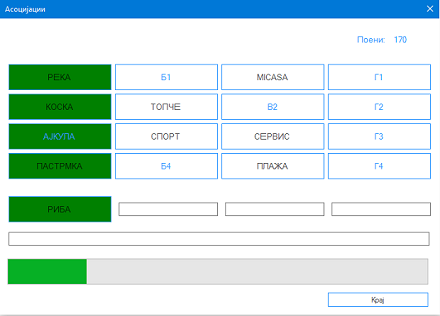 Асоцијации
Поени: 170
РЕКА Б1 MICASA Г1
КОСКА ТОПЧЕ В2 Г2
АЈКУЛА СПОРТ СЕРВИС Г3
ПАСТРМКА Б4 ПЛАЖА Г4
РИБА
Крај